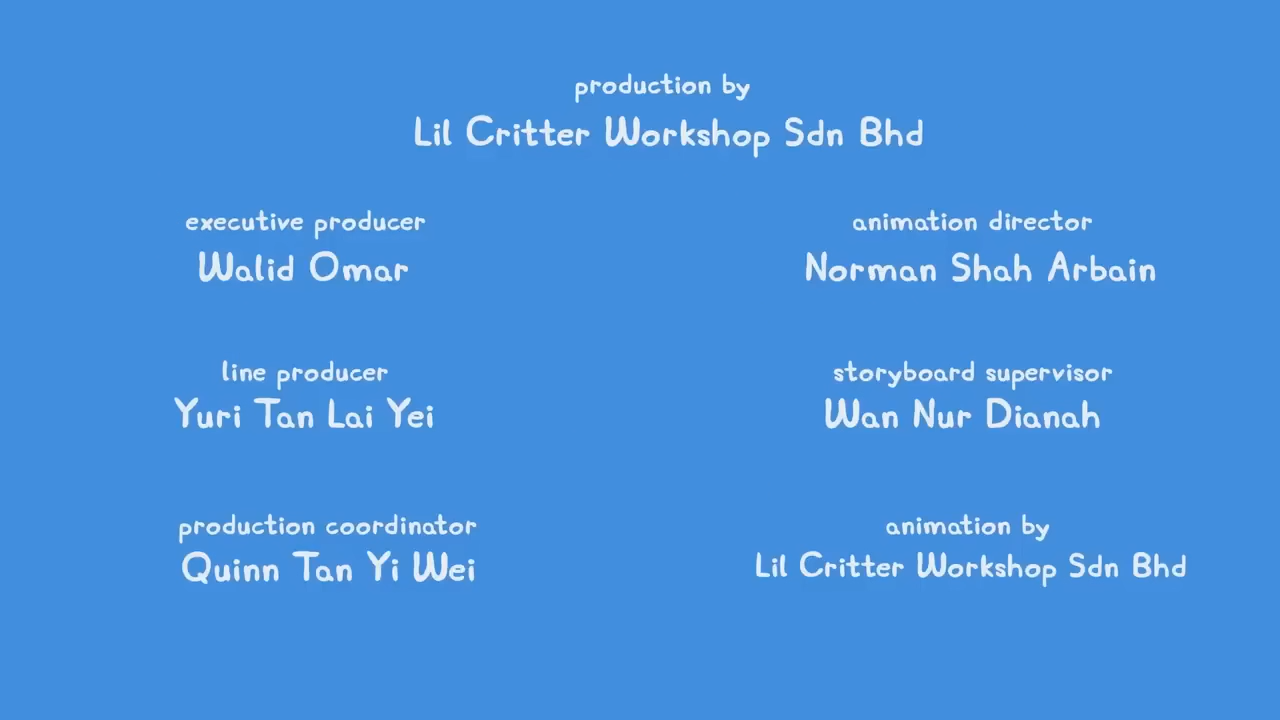 production by
Lil Critter Workshop Sdn Bhd
executive producer
Walid Omar
animation director
Norman Shah Arbain
line producer
Yuri Tan Lai Yei
storyboard supervisor
Wan Nur Dianah
production coordinator
Quinn Tan Yi Wei
animation by
Lil Critter Workshop Sdn Bhd